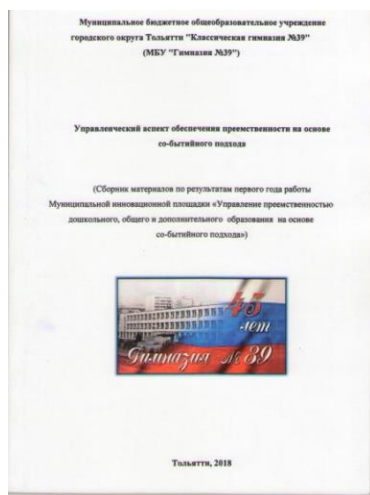 Муниципальное бюджетное общеобразовательное учреждение
городского округа Тольятти "Классическая гимназия №39"
(МБУ "Гимназия №39")
Управленческий аспект обеспечения преемственности на основе
со-бытийного подхода
(Сборник материалов по результатам первого года работы
Муниципальной инновационной площадки «Управление преемственностью
дошкольного, общего и дополнительного образования на основе
со-бытийного подхода»)
45
лет
Гимназия № 39
Тольятти, 2018